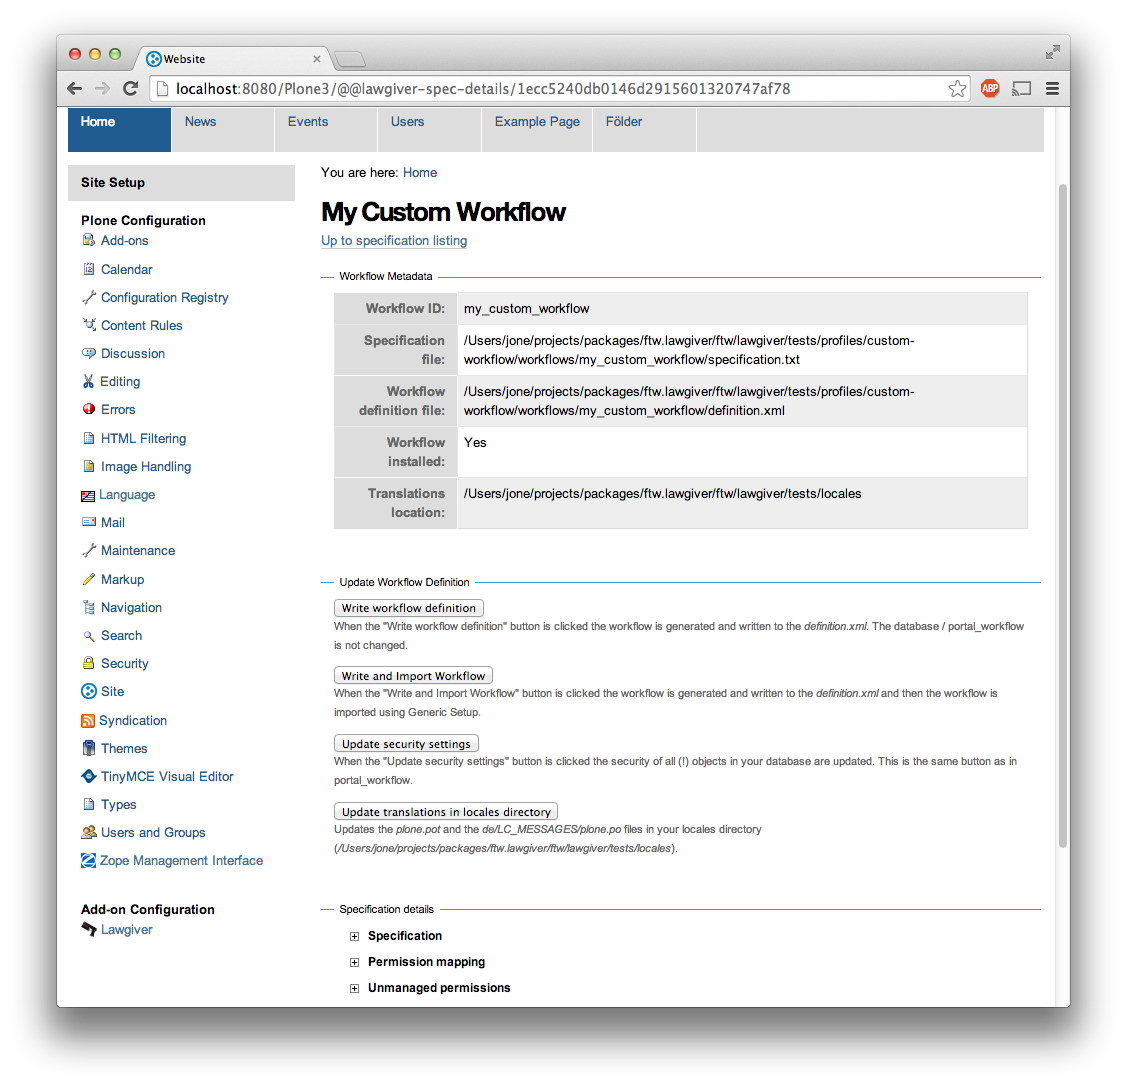 Website
localhost:8080/Plone3/@@lawgiver-spec-details/1ecc5240db0146d2915601320747af78
ABP
Home
News
Events
Users
Example Page
Földer
Site Setup
Plone Configuration
Add-ons
Calendar
Configuration Registry
Content Rules
Discussion
Editing
Errors
HTML Filtering
Image Handling
Language
Mail
Maintenance
Markup
Navigation
Search
Security
Site
Syndication
Themes
TinyMCE Visual Editor
Types
Users and Groups
Zope Management Interface
Add-on Configuration
Lawgiver
You are here: Home
My Custom Workflow
Up to specification listing
Workflow Metadata
Workflow ID:
my_custom_workflow
Specification
file:
/Users/jone/projects/packages/ftw.lawgiver/ftw/lawgiver/tests/profiles/custom-
workflow/workflows/my_custom_workflow/specification.txt
Workflow
definition file:
/Users/jone/projects/packages/ftw.lawgiver/ftw/lawgiver/tests/profiles/custom-
workflow/workflows/my_custom_workflow/definition.xml
Workflow
installed:
Yes
Translations
location:
/Users/jone/projects/packages/ftw.lawgiver/ftw/lawgiver/tests/locales
Update Workflow Definition
Write workflow definition
When the "Write workflow definition" button is clicked the workflow is generated and written to the definition.xml. The database / portal_workflow
is not changed.
Write and Import Workflow
When the "Write and Import Workflow" button is clicked the workflow is generated and written to the definition.xml and then the workflow is
imported using Generic Setup.
Update security settings
When the "Update security settings" button is clicked the security of all (!) objects in your database are updated. This is the same button as in
portal_workflow.
Update translations in locales directory
Updates the plone.pot and the de/LC_MESSAGES/plone.po files in your locales directory
(/Users/jone/projects/packages/ftw.lawgiver/ftw/lawgiver/tests/locales).
Specification details
Specification
Permission mapping
Unmanaged permissions